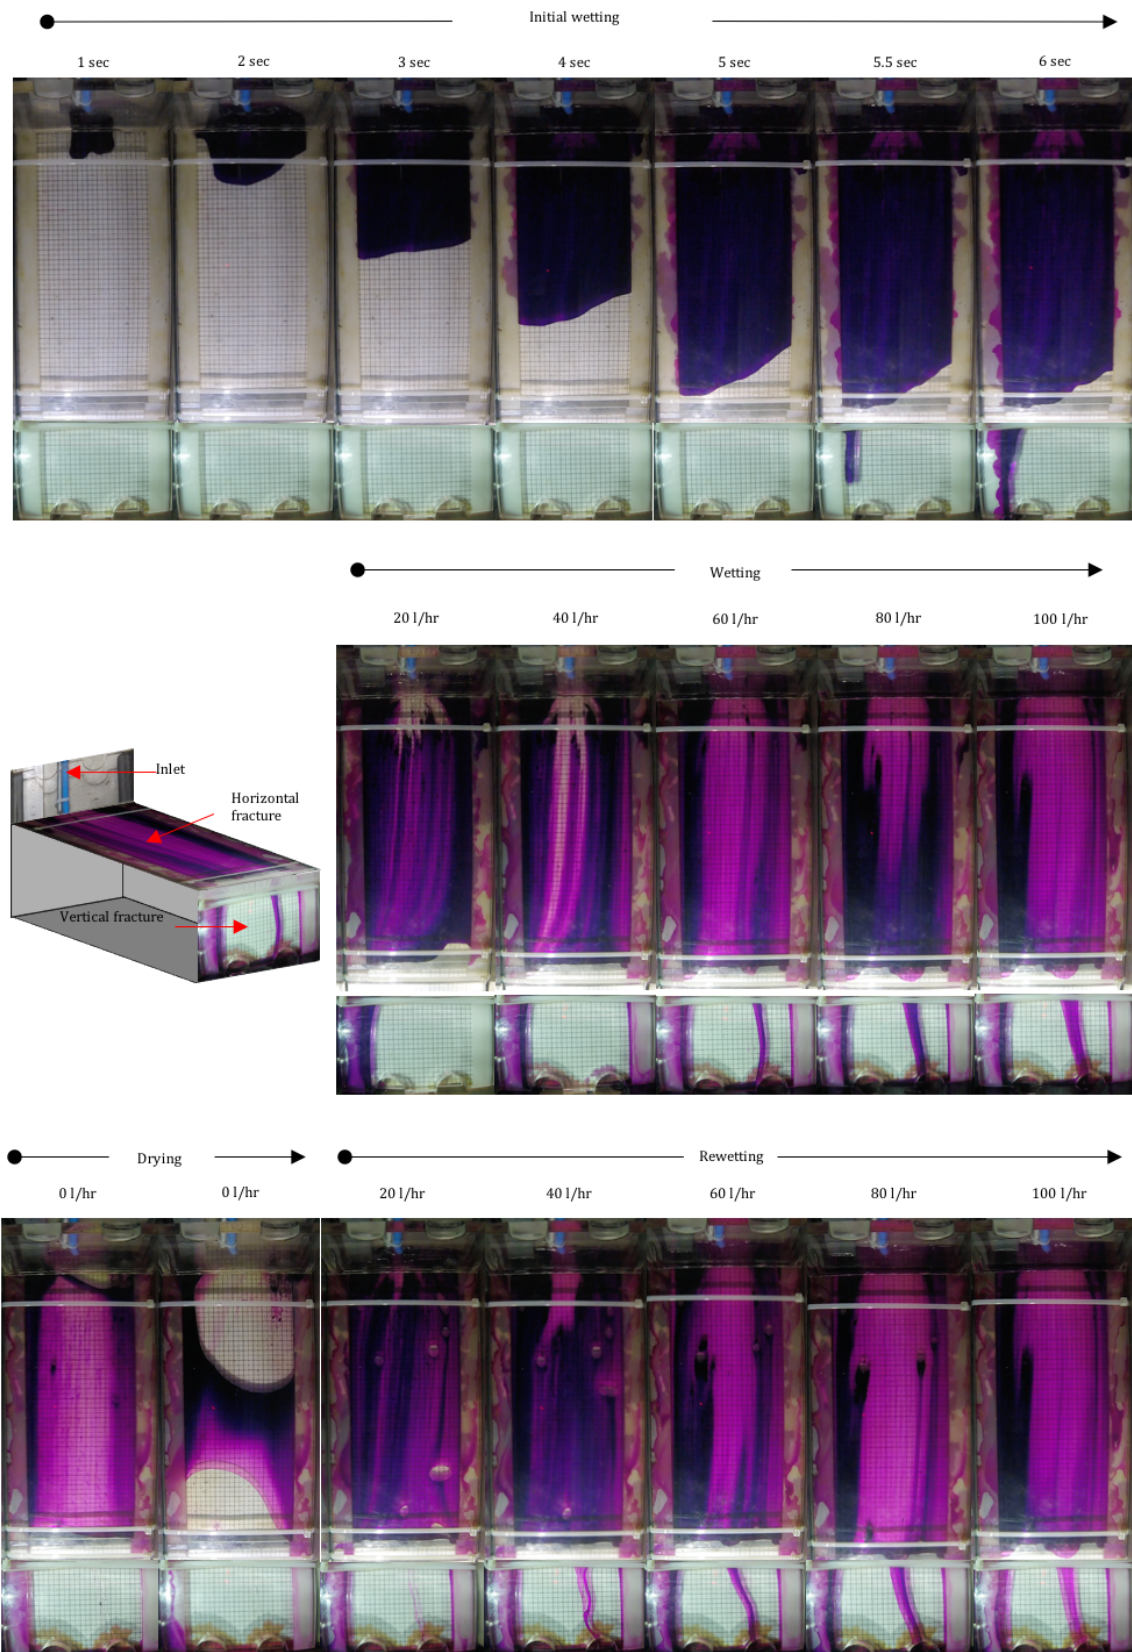 Initial wetting
1 sec 2 sec 3 sec 4 sec 5 sec 5.5 sec 6 sec
Wetting
20 l/hr 40 l/hr 60 l/hr 80 l/hr 100 l/hr
Inlet
Horizontal
fracture
Vertical fracture
Drying Rewetting
0 l/hr 0 l/hr 20 l/hr 40 l/hr 60 l/hr 80 l/hr 100 l/hr